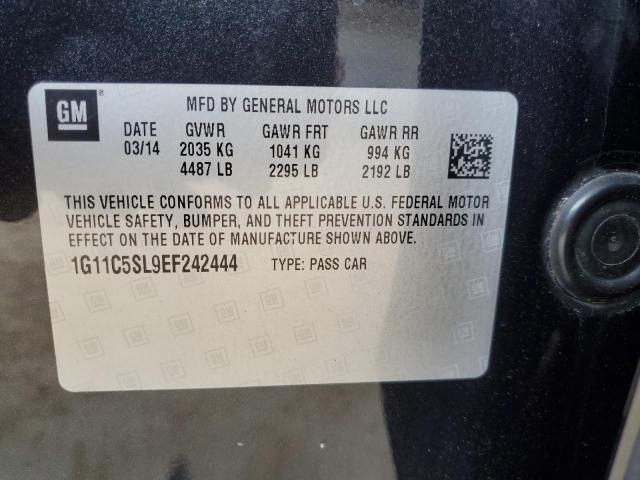 GM ®
MFD BY GENERAL MOTORS LLC
DATE GVWR GAWR FRT GAWR RR
03/14 2035 KG 1041 KG 994 KG
4487 LB 2295 LB 2192 LB
THIS VEHICLE CONFORMS TO ALL APPLICABLE U.S. FEDERAL MOTOR
VEHICLE SAFETY, BUMPER, AND THEFT PREVENTION STANDARDS IN
EFFECT ON THE DATE OF MANUFACTURE SHOWN ABOVE.
1G11C5SL9EF242444 TYPE: PASS CAR